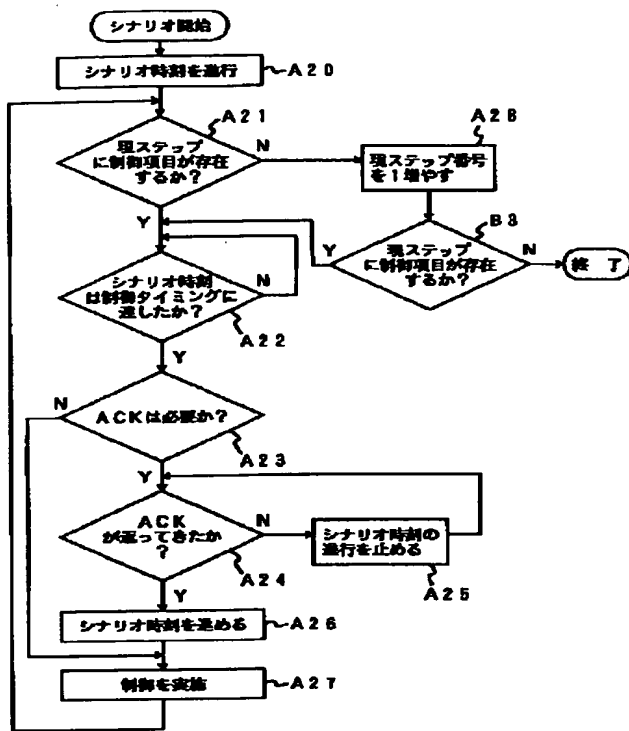 シナリオ開始
シナリオ時刻を進行
A20
A21
現ステップ
に制御項目が存在
するか?
N
Y
A28
現ステップ番号
を1増やす
B3
現ステップ
に制御項目が存在
するか?
Y
N
終 了
シナリオ時刻
は制御タイミングに
達したか?
N
A22
Y
ACKは必要か?
N
A23
Y
ACK
が返ってきたか
?
N
A24
シナリオ時刻の
進行を止める
A25
Y
シナリオ時刻を進める
A26
制御を実施
A27